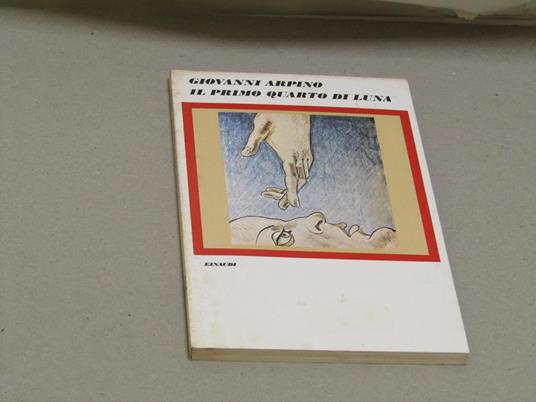 GIOVANNI ARPINO
IL PRIMO QUARTO DI LUNA
EINAUDI